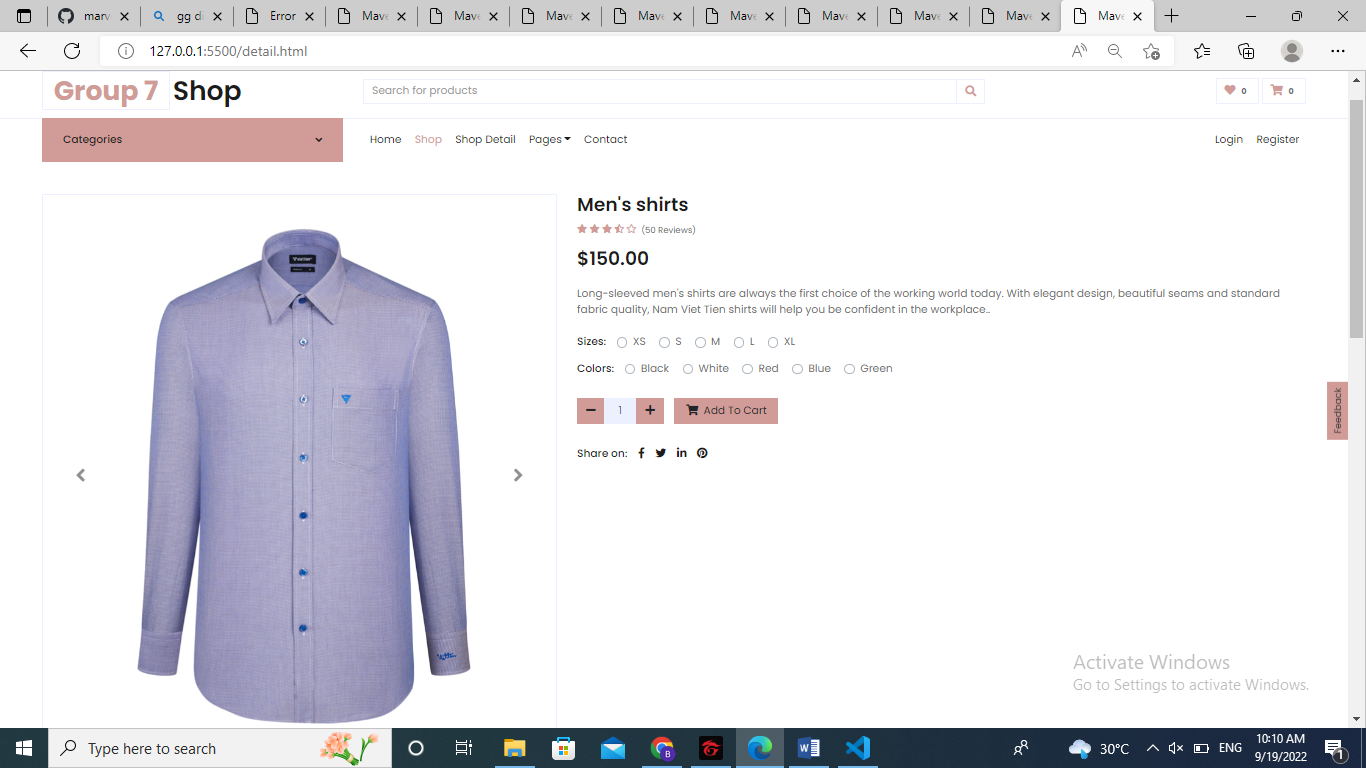 marv
gg di
Error
Mave
Mave
Mave
Mave
Mave
Mave
Mave
Mave
Mave
127.0.0.1:5500/detail.html
Group 7 Shop
Search for products
0
0
Categories
Home Shop Shop Detail Pages Contact
Login Register
Men's shirts
(50 Reviews)
$150.00
Long-sleeved men's shirts are always the first choice of the working world today. With elegant design, beautiful seams and standard
fabric quality, Nam Viet Tien shirts will help you be confident in the workplace..
Sizes: XS S M L XL
Colors: Black White Red Blue Green
1
Add To Cart
Share on:
Feedback
Activate Windows
Go to Settings to activate Windows.
Type here to search
30°C
ENG
10:10 AM
9/19/2022
1